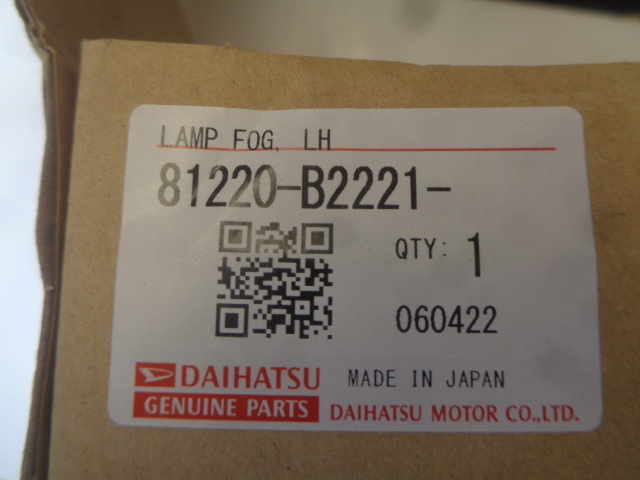 LAMP FOG, LH
81220-B2221-
QTY: 1
060422
DAIHATSU MADE IN JAPAN
GENUINE PARTS DAIHATSU MOTOR CO.,LTD.